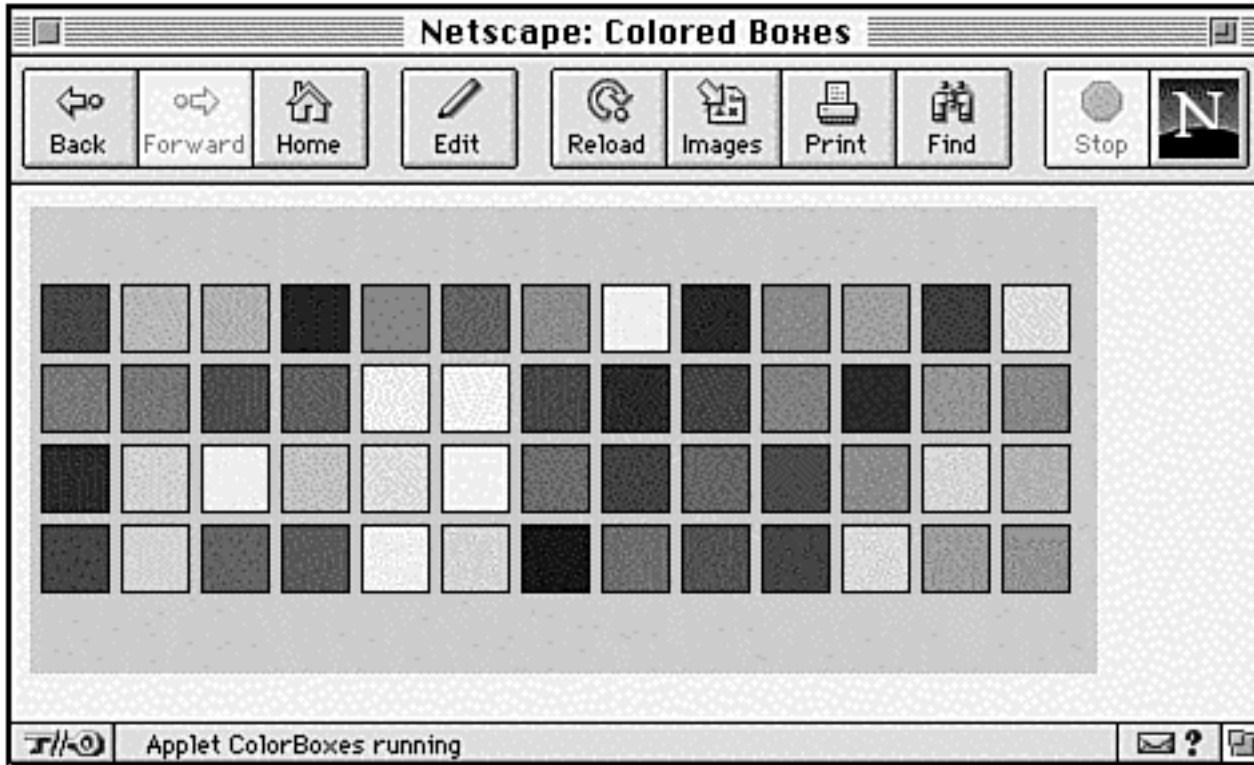 Netscape: Colored Boxes
Back Forward Home Edit Reload Images Print Find Stop N
Applet ColorBoxes running ?